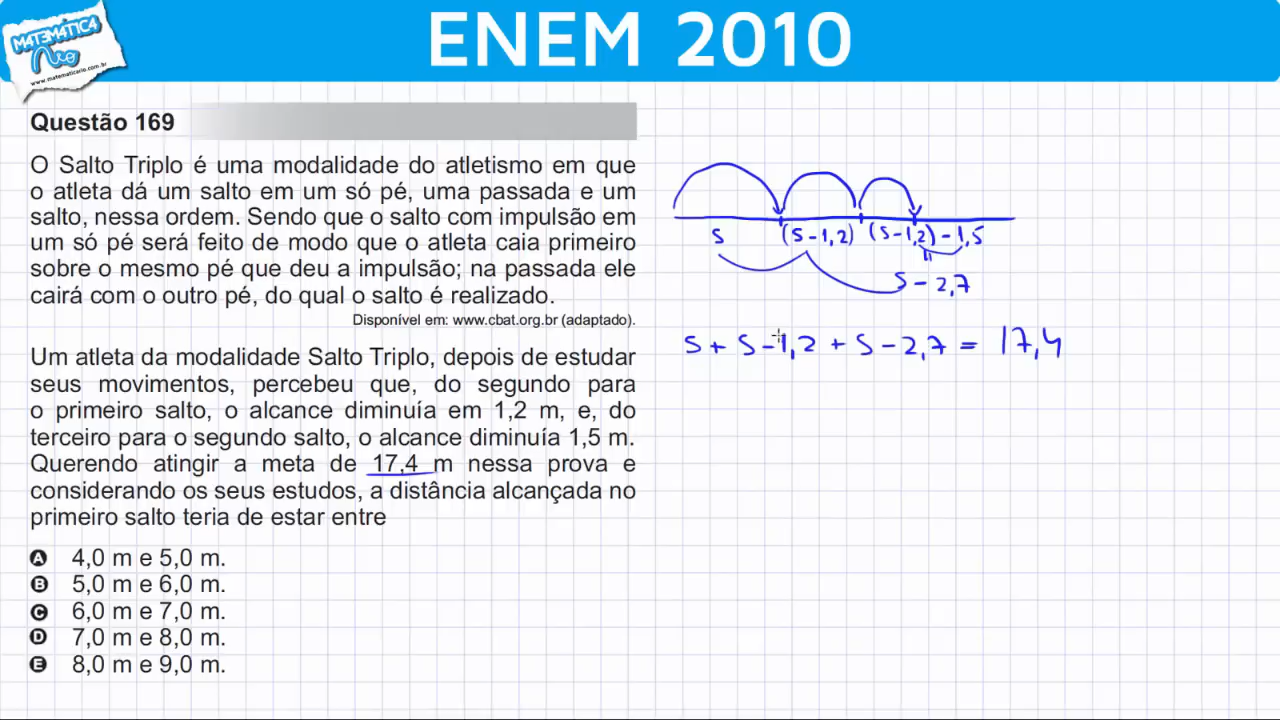 MATEMÁTICA
Rio
www.matematicario.com.br
ENEM 2010
Questão 169
O Salto Triplo é uma modalidade do atletismo em que
o atleta dá um salto em um só pé, uma passada e um
salto, nessa ordem. Sendo que o salto com impulsão em
um só pé será feito de modo que o atleta caia primeiro
sobre o mesmo pé que deu a impulsão; na passada ele
cairá com o outro pé, do qual o salto é realizado.
Disponível em: www.cbat.org.br (adaptado).
Um atleta da modalidade Salto Triplo, depois de estudar
seus movimentos, percebeu que, do segundo para
o primeiro salto, o alcance diminuía em 1,2 m, e, do
terceiro para o segundo salto, o alcance diminuía 1,5 m.
Querendo atingir a meta de 17,4 m nessa prova e
considerando os seus estudos, a distância alcançada no
primeiro salto teria de estar entre
A 4,0 m e 5,0 m.
B 5,0 m e 6,0 m.
C 6,0 m e 7,0 m.
D 7,0 m e 8,0 m.
E 8,0 m e 9,0 m.
S (S-1,2) (S-1,2) - 1,5
S - 2,7
S + S - 1,2 + S - 2,7 = 17,4